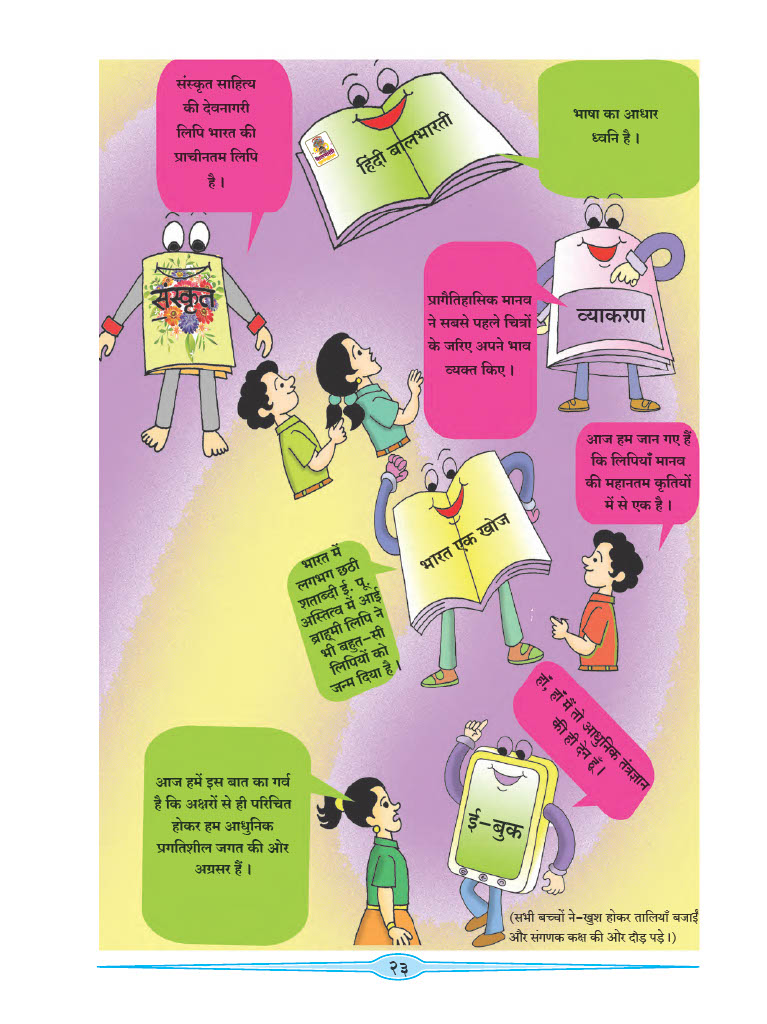 संस्कृत साहित्य
की देवनागरी
लिपि भारत की
प्राचीनतम लिपि
है ।
हिंदी बालभारती
भाषा का आधार
ध्वनि है ।
संस्कृत
प्रागैतिहासिक मानव
ने सबसे पहले चित्रों
के जरिए अपने भाव
व्यक्त किए ।
व्याकरण
आज हम जान गए हैं
कि लिपियाँ मानव
की महानतम कृतियों
में से एक है ।
भारत एक खोज
भारत में
लगभग छठी
शताब्दी ई. पू.
अस्तित्व में आई
ब्राह्मी लिपि ने
भी बहुत-सी
लिपियों को
जन्म दिया है ।
हाँ, हाँ मैं तो आधुनिक तंत्रज्ञान
की ही देन हूँ ।
आज हमें इस बात का गर्व
है कि अक्षरों से ही परिचित
होकर हम आधुनिक
प्रगतिशील जगत की ओर
अग्रसर हैं ।
ई-बुक
(सभी बच्चों ने-खुश होकर तालियाँ बजाईं
और संगणक कक्ष की ओर दौड़ पड़े ।)
२३